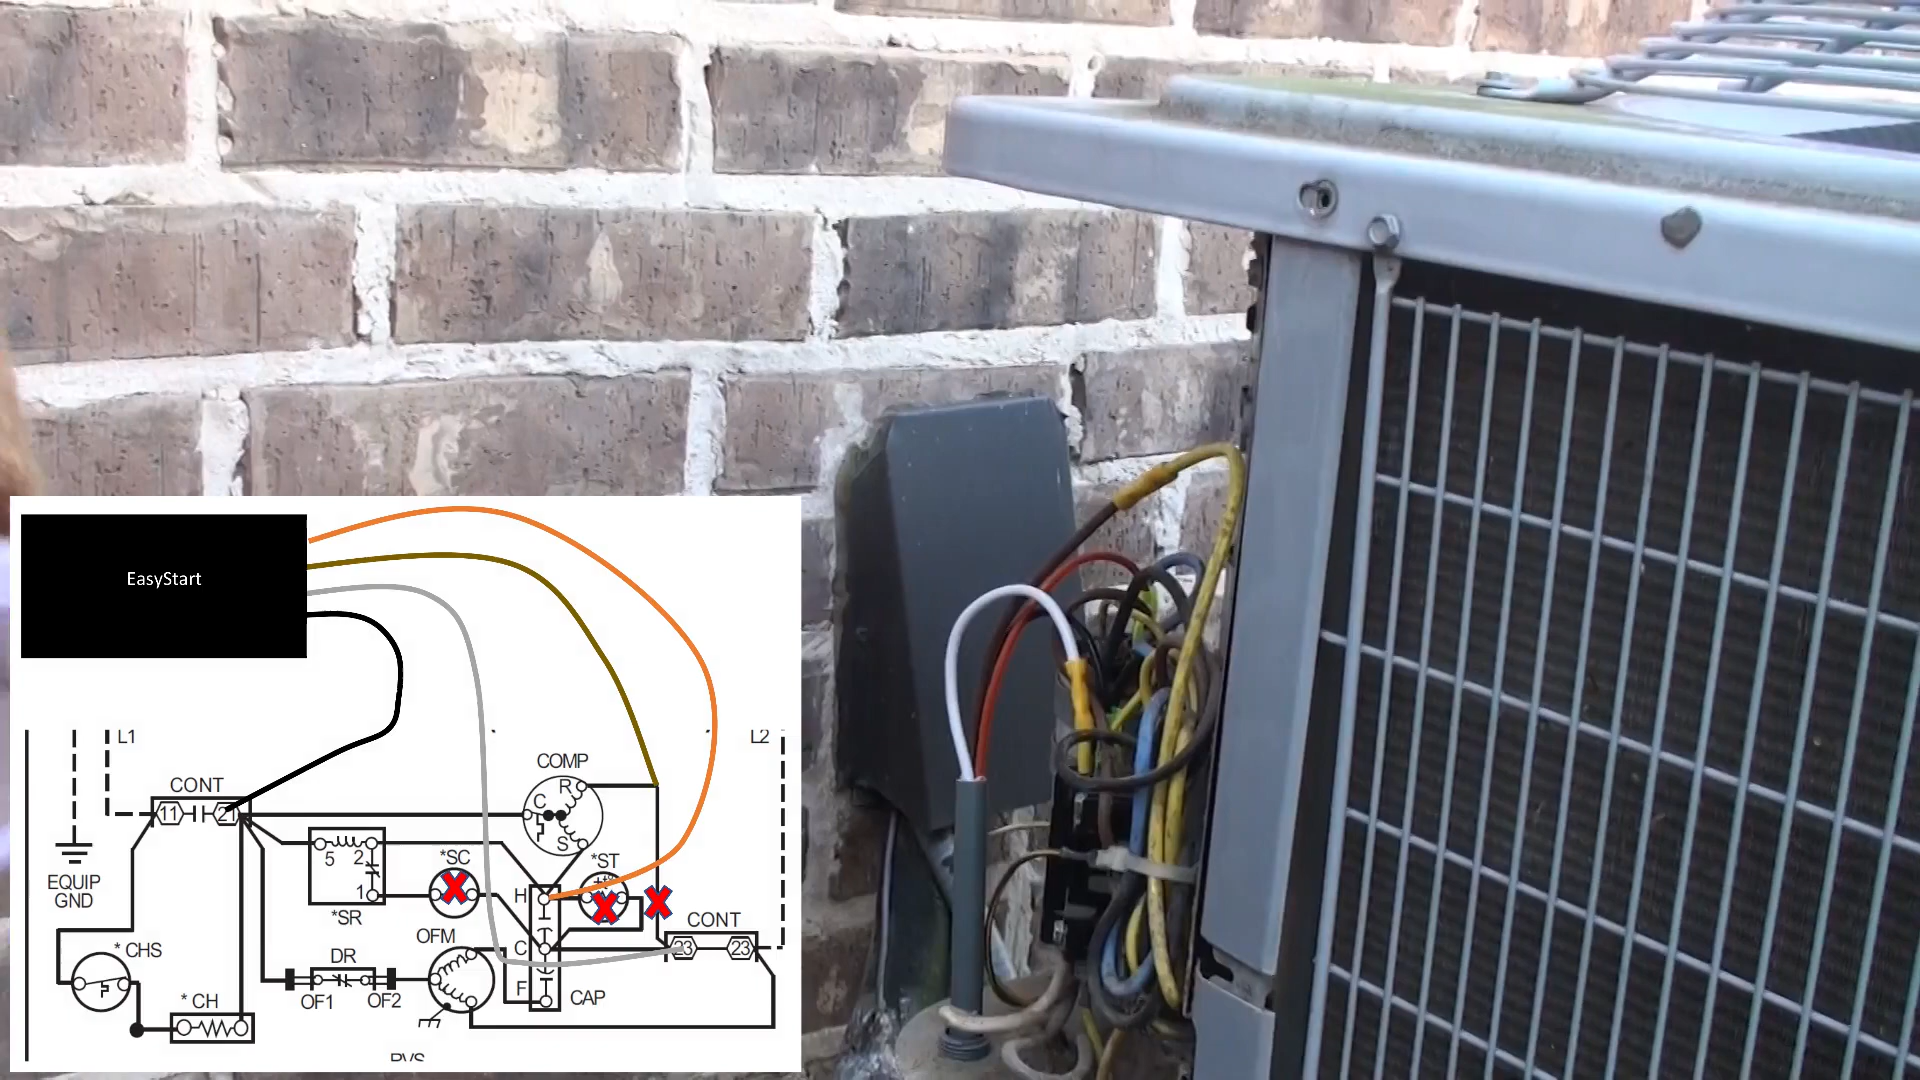 EasyStart
L1
L2
COMP
CONT
R
C
11
21
S
5
2
*SC
*ST
EQUIP
GND
1
H
*SR
CONT
OFM
* CHS
DR
C
23
23
OF1
OF2
F
CAP
* CH